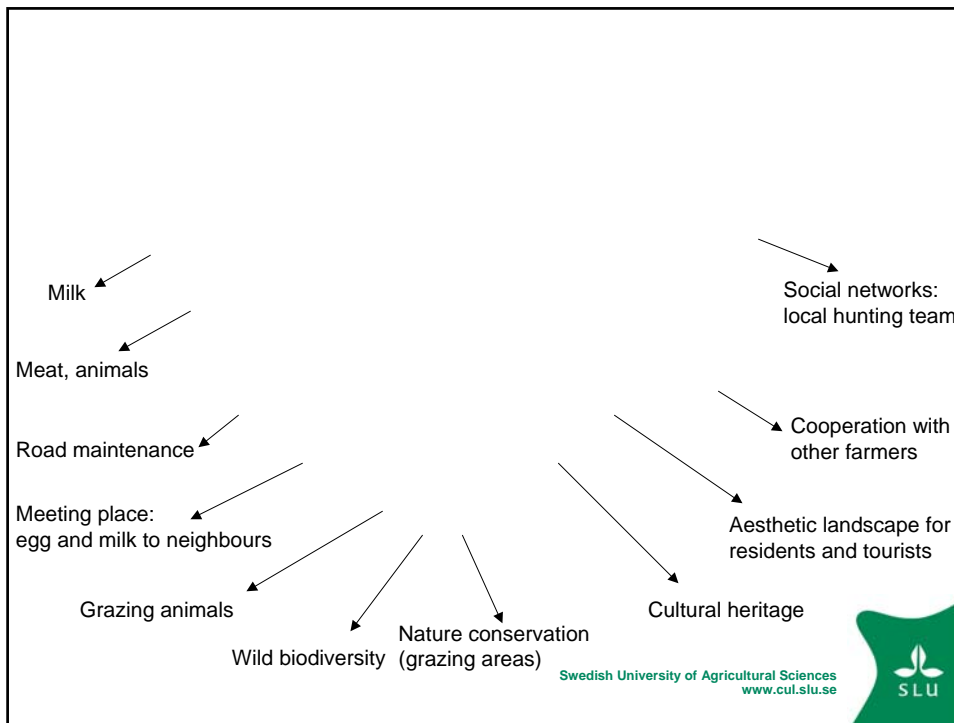 Milk
Social networks:
local hunting team
Meat, animals
Cooperation with
other farmers
Road maintenance
Meeting place:
egg and milk to neighbours
Aesthetic landscape for
residents and tourists
Grazing animals
Cultural heritage
Nature conservation
(grazing areas)
Wild biodiversity
Swedish University of Agricultural Sciences
www.cul.slu.se
SLU